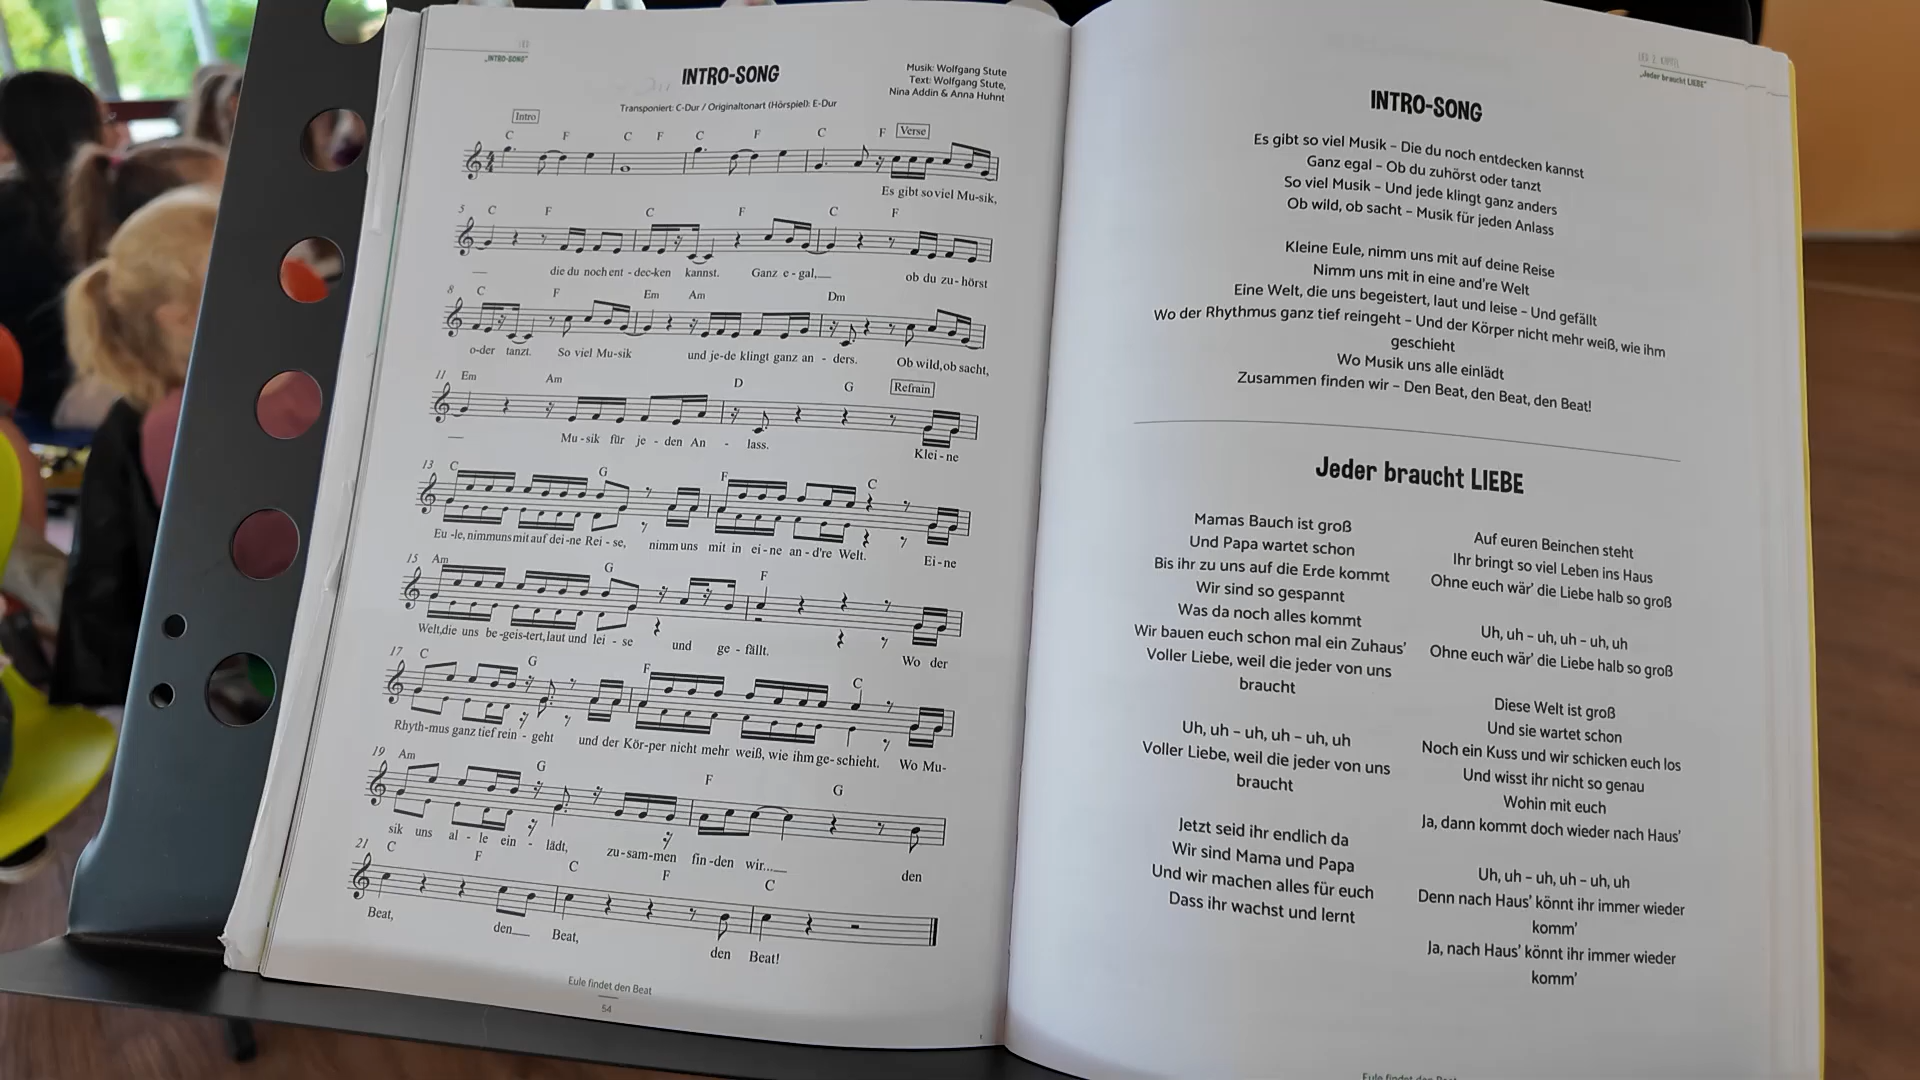 „INTRO-SONG“
INTRO-SONG
Musik: Wolfgang Stute
Text: Wolfgang Stute,
Nina Addin & Anna Huhnt
Transponiert: C-Dur / Originaltonart (Hörspiel): E-Dur
Intro
C F C F C F C F Verse
Es gibt so viel Mu-sik,
5 C F C F C F
die du noch ent - dec-ken kannst. Ganz e - gal, ob du zu - hörst
8 C F Em Am Dm
o-der tanzt. So viel Mu-sik und je-de klingt ganz an - ders. Ob wild, ob sacht,
11 Em Am D G Refrain
Mu - sik für je - den An - lass. Klei - ne
13 C G F C
Eu - le, nimm uns mit auf dei - ne Rei - se, nimm uns mit in ei - ne an - d're Welt. Ei - ne
15 Am G F
Welt, die uns be - geis - tert, laut und lei - se und ge - fällt. Wo der
17 C G F C
Rhyth-mus ganz tief rein - geht und der Kör-per nicht mehr weiß, wie ihm ge - schieht. Wo Mu-
19 Am G F G
sik uns al - le ein - lädt, zu - sam - men fin - den wir.... den
21 C F C F C
Beat, den Beat, den Beat!
Eule findet den Beat
54
„Jeder braucht LIEBE“
INTRO-SONG
Es gibt so viel Musik – Die du noch entdecken kannst
Ganz egal – Ob du zuhörst oder tanzt
So viel Musik – Und jede klingt ganz anders
Ob wild, ob sacht – Musik für jeden Anlass
Kleine Eule, nimm uns mit auf deine Reise
Nimm uns mit in eine and're Welt
Eine Welt, die uns begeistert, laut und leise – Und gefällt
Wo der Rhythmus ganz tief reingeht – Und der Körper nicht mehr weiß, wie ihm
geschieht
Wo Musik uns alle einlädt
Zusammen finden wir – Den Beat, den Beat, den Beat!
Jeder braucht LIEBE
Mamas Bauch ist groß
Und Papa wartet schon
Bis ihr zu uns auf die Erde kommt
Wir sind so gespannt
Was da noch alles kommt
Wir bauen euch schon mal ein Zuhaus'
Voller Liebe, weil die jeder von uns
braucht
Uh, uh – uh, uh – uh, uh
Voller Liebe, weil die jeder von uns
braucht
Jetzt seid ihr endlich da
Wir sind Mama und Papa
Und wir machen alles für euch
Dass ihr wachst und lernt
Auf euren Beinchen steht
Ihr bringt so viel Leben ins Haus
Ohne euch wär' die Liebe halb so groß
Uh, uh – uh, uh – uh, uh
Ohne euch wär' die Liebe halb so groß
Diese Welt ist groß
Und sie wartet schon
Noch ein Kuss und wir schicken euch los
Und wisst ihr nicht so genau
Wohin mit euch
Ja, dann kommt doch wieder nach Haus'
Uh, uh – uh, uh – uh, uh
Denn nach Haus' könnt ihr immer wieder
komm'
Ja, nach Haus' könnt ihr immer wieder
komm'